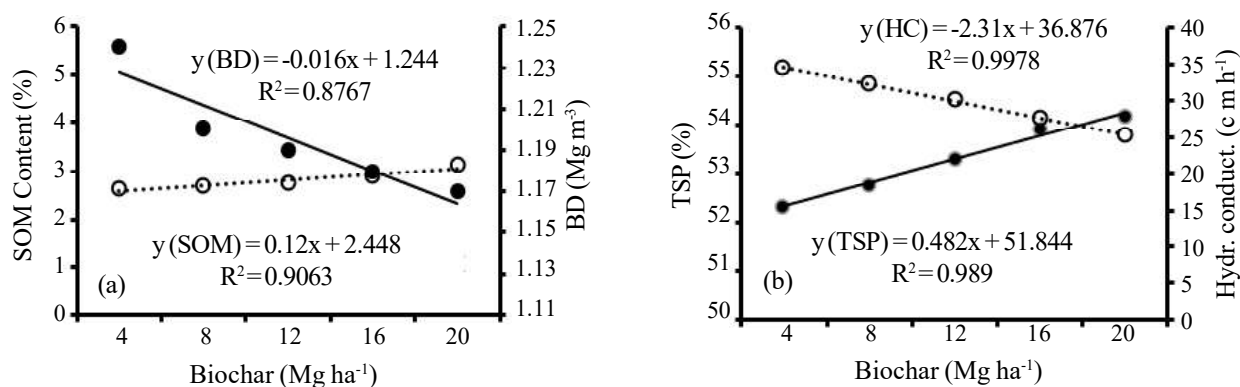 6
5
4
3
2
1
0
SOM Content (%)
y (BD) = -0.016x + 1.244
R² = 0.8767
y (SOM) = 0.12x + 2.448
R² = 0.9063
(a)
1.25
1.23
1.21
1.19
1.17
1.15
1.13
1.11
BD (Mg m⁻³)
4 8 12 16 20
Biochar (Mg ha⁻¹)
56
55
54
53
52
51
50
TSP (%)
y (HC) = -2.31x + 36.876
R² = 0.9978
y (TSP) = 0.482x + 51.844
R² = 0.989
(b)
40
35
30
25
20
15
10
5
0
Hydr. conduct. (c m h⁻¹)
4 8 12 16 20
Biochar (Mg ha⁻¹)